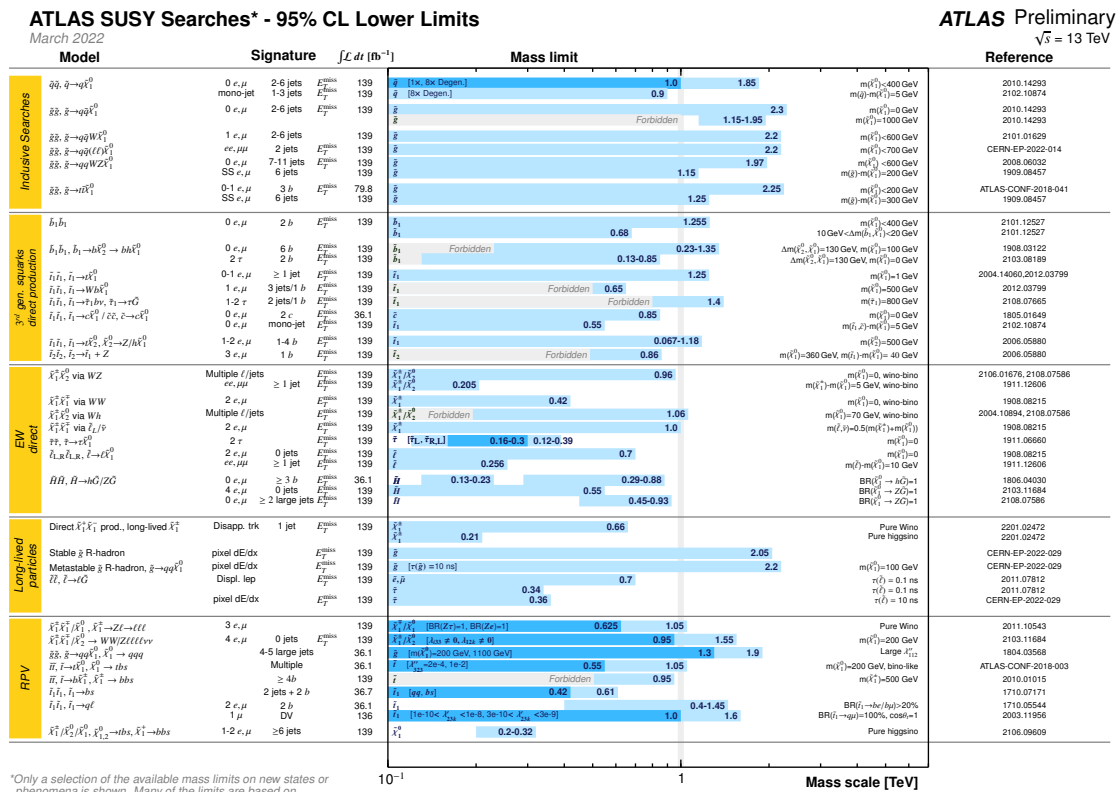 ATLAS SUSY Searches* - 95% CL Lower Limits
ATLAS Preliminary
March 2022
√s = 13 TeV
Model Signature ∫ℒ dt [fb⁻¹] Mass limit Reference
Inclusive Searches
q̃q̃, q̃→qχ̃⁰₁ 0 e,μ 2-6 jets E_T^miss 139 q̃ [1×, 8× Degen.] 1.0 1.85 m(χ̃⁰₁)<400 GeV 2010.14293
mono-jet 1-3 jets E_T^miss 139 q̃ [8× Degen.] 0.9 m(q̃)-m(χ̃⁰₁)=5 GeV 2102.10874
g̃g̃, g̃→qq̄χ̃⁰₁ 0 e,μ 2-6 jets E_T^miss 139 g̃ 2.3 m(χ̃⁰₁)=0 GeV 2010.14293
g̃ Forbidden 1.15-1.95 m(χ̃⁰₁)=1000 GeV 2010.14293
g̃g̃, g̃→qq̄Wχ̃⁰₁ 1 e,μ 2-6 jets 139 g̃ 2.2 m(χ̃⁰₁)<600 GeV 2101.01629
g̃g̃, g̃→qq̄(ℓℓ)χ̃⁰₁ ee,μμ 2 jets E_T^miss 139 g̃ 2.2 m(χ̃⁰₁)<700 GeV CERN-EP-2022-014
g̃g̃, g̃→qqWZχ̃⁰₁ 0 e,μ 7-11 jets E_T^miss 139 g̃ 1.97 m(χ̃⁰₁) <600 GeV 2008.06032
SS e,μ 6 jets 139 g̃ 1.15 m(g̃)-m(χ̃⁰₁)=200 GeV 1909.08457
g̃g̃, g̃→tt̄χ̃⁰₁ 0-1 e,μ 3 b E_T^miss 79.8 g̃ 2.25 m(χ̃⁰₁)<200 GeV ATLAS-CONF-2018-041
SS e,μ 6 jets 139 g̃ 1.25 m(g̃)-m(χ̃⁰₁)=300 GeV 1909.08457
3rd gen. squarks
direct production
b̃₁b̃₁ 0 e,μ 2 b E_T^miss 139 b̃₁ 1.255 m(χ̃⁰₁)<400 GeV 2101.12527
b̃₁ 0.68 10 GeV<Δm(b̃₁,χ̃⁰₁)<20 GeV 2101.12527
b̃₁b̃₁, b̃₁→bχ̃⁰₂ → bhχ̃⁰₁ 0 e,μ 6 b E_T^miss 139 b̃₁ Forbidden 0.23-1.35 Δm(χ̃⁰₂,χ̃⁰₁)=130 GeV, m(χ̃⁰₁)=100 GeV 1908.03122
2 τ 2 b E_T^miss 139 b̃₁ 0.13-0.85 Δm(χ̃⁰₂,χ̃⁰₁)=130 GeV, m(χ̃⁰₁)=0 GeV 2103.08189
t̃₁t̃₁, t̃₁→tχ̃⁰₁ 0-1 e,μ ≥ 1 jet E_T^miss 139 t̃₁ 1.25 m(χ̃⁰₁)=1 GeV 2004.14060,2012.03799
t̃₁t̃₁, t̃₁→Wbχ̃⁰₁ 1 e,μ 3 jets/1 b E_T^miss 139 t̃₁ Forbidden 0.65 m(χ̃⁰₁)=500 GeV 2012.03799
t̃₁t̃₁, t̃₁→τ̃₁bν, τ̃₁→τG̃ 1-2 τ 2 jets/1 b E_T^miss 139 t̃₁ Forbidden 1.4 m(τ̃₁)=800 GeV 2108.07665
t̃₁t̃₁, t̃₁→cχ̃⁰₁ / c̃c̃, c̃→cχ̃⁰₁ 0 e,μ 2 c E_T^miss 36.1 c̃ 0.85 m(χ̃⁰₁)=0 GeV 1805.01649
0 e,μ mono-jet E_T^miss 139 t̃₁ 0.55 m(t̃₁,c̃)-m(χ̃⁰₁)=5 GeV 2102.10874
t̃₁t̃₁, t̃₁→tχ̃⁰₂, χ̃⁰₂→Z/hχ̃⁰₁ 1-2 e,μ 1-4 b E_T^miss 139 t̃₁ 0.067-1.18 m(χ̃⁰₂)=500 GeV 2006.05880
t̃₂t̃₂, t̃₂→t̃₁ + Z 3 e,μ 1 b E_T^miss 139 t̃₂ Forbidden 0.86 m(χ̃⁰₁)=360 GeV, m(t̃₁)-m(χ̃⁰₁)= 40 GeV 2006.05880
EW
direct
χ̃±₁χ̃⁰₂ via WZ Multiple ℓ/jets E_T^miss 139 χ̃±₁/χ̃⁰₂ 0.96 m(χ̃⁰₁)=0, wino-bino 2106.01676, 2108.07586
ee,μμ ≥ 1 jet E_T^miss 139 χ̃±₁/χ̃⁰₂ 0.205 m(χ̃±₁)-m(χ̃⁰₁)=5 GeV, wino-bino 1911.12606
χ̃±₁χ̃∓₁ via WW 2 e,μ E_T^miss 139 χ̃±₁ 0.42 m(χ̃⁰₁)=0, wino-bino 1908.08215
χ̃±₁χ̃⁰₂ via Wh Multiple ℓ/jets E_T^miss 139 χ̃±₁/χ̃⁰₂ Forbidden 1.06 m(χ̃⁰₁)=70 GeV, wino-bino 2004.10894, 2108.07586
χ̃±₁χ̃∓₁ via ℓ̃_L/ν̃ 2 e,μ E_T^miss 139 χ̃±₁ 1.0 m(ℓ̃,ν̃)=0.5(m(χ̃±₁)+m(χ̃⁰₁)) 1908.08215
τ̃τ̃, τ̃→τχ̃⁰₁ 2 τ E_T^miss 139 τ̃ [τ̃_L, τ̃_R,L] 0.16-0.3 0.12-0.39 m(χ̃⁰₁)=0 1911.06660
ℓ̃_L,Rℓ̃_L,R, ℓ̃→ℓχ̃⁰₁ 2 e,μ 0 jets E_T^miss 139 ℓ̃ 0.7 m(χ̃⁰₁)=0 1908.08215
ee,μμ ≥ 1 jet E_T^miss 139 ℓ̃ 0.256 m(ℓ̃)-m(χ̃⁰₁)=10 GeV 1911.12606
H̃H̃, H̃→hG̃/ZG̃ 0 e,μ ≥ 3 b E_T^miss 36.1 H̃ 0.13-0.23 0.29-0.88 BR(χ̃⁰₁ → hG̃)=1 1806.04030
4 e,μ 0 jets E_T^miss 139 H̃ 0.55 BR(χ̃⁰₁ → ZG̃)=1 2103.11684
0 e,μ ≥ 2 large jets E_T^miss 139 H̃ 0.45-0.93 BR(χ̃⁰₁ → ZG̃)=1 2108.07586
Long-lived
particles
Direct χ̃⁺₁χ̃⁻₁ prod., long-lived χ̃±₁ Disapp. trk 1 jet E_T^miss 139 χ̃±₁ 0.66 Pure Wino 2201.02472
χ̃±₁ 0.21 Pure higgsino 2201.02472
Stable g̃ R-hadron pixel dE/dx E_T^miss 139 g̃ 2.05 CERN-EP-2022-029
Metastable g̃ R-hadron, g̃→qqχ̃⁰₁ pixel dE/dx E_T^miss 139 g̃ [τ(g̃) =10 ns] 2.2 m(χ̃⁰₁)=100 GeV CERN-EP-2022-029
ℓ̃ℓ̃, ℓ̃→ℓG̃ Displ. lep E_T^miss 139 ẽ, μ̃ 0.7 τ(ℓ̃) = 0.1 ns 2011.07812
τ̃ 0.34 τ(ℓ̃) = 0.1 ns 2011.07812
pixel dE/dx E_T^miss 139 τ̃ 0.36 τ(ℓ̃) = 10 ns CERN-EP-2022-029
RPV
χ̃±₁χ̃∓₁/χ̃⁰₁, χ̃±₁→Zℓ→ℓℓℓ 3 e,μ 139 χ̃∓₁/χ̃⁰₁ [BR(Zτ)=1, BR(Ze)=1] 0.625 1.05 Pure Wino 2011.10543
χ̃±₁χ̃∓₁/χ̃⁰₂ → WW/Zℓℓℓℓνν 4 e,μ 0 jets E_T^miss 139 χ̃±₁/χ̃⁰₂ [λ_i33 ≠ 0, λ_12k ≠ 0] 0.95 1.55 m(χ̃⁰₁)=200 GeV 2103.11684
g̃g̃, g̃→qqχ̃⁰₁, χ̃⁰₁ → qqq 4-5 large jets 36.1 g̃ [m(χ̃⁰₁)=200 GeV, 1100 GeV] 1.3 1.9 Large λ″₁₁₂ 1804.03568
t̃t̃, t̃→tχ̃⁰₁, χ̃⁰₁ → tbs Multiple 36.1 t̃ [λ″₃₂₃=2e-4, 1e-2] 0.55 1.05 m(χ̃⁰₁)=200 GeV, bino-like ATLAS-CONF-2018-003
t̃t̃, t̃→bχ̃±₁, χ̃±₁ → bbs ≥ 4b 139 t̃ Forbidden 0.95 m(χ̃±₁)=500 GeV 2010.01015
t̃₁t̃₁, t̃₁→bs 2 jets + 2 b 36.7 t̃₁ [qq, bs] 0.42 0.61 1710.07171
t̃₁t̃₁, t̃₁→qℓ 2 e,μ 2 b 36.1 t̃₁ 0.4-1.45 BR(t̃₁→be/bμ)>20% 1710.05544
1 μ DV 136 t̃₁ [1e-10< λ′₂₃ₖ <1e-8, 3e-10< λ′₂₃ₖ <3e-9] 1.0 1.6 BR(t̃₁→qμ)=100%, cosθₜ=1 2003.11956
χ̃±₁/χ̃⁰₂/χ̃⁰₁, χ̃⁰₁,₂→tbs, χ̃⁺₁→bbs 1-2 e,μ ≥6 jets 139 χ̃⁰₁ 0.2-0.32 Pure higgsino 2106.09609
10⁻¹ 1 Mass scale [TeV]
*Only a selection of the available mass limits on new states or
phenomena is shown. Many of the limits are based on